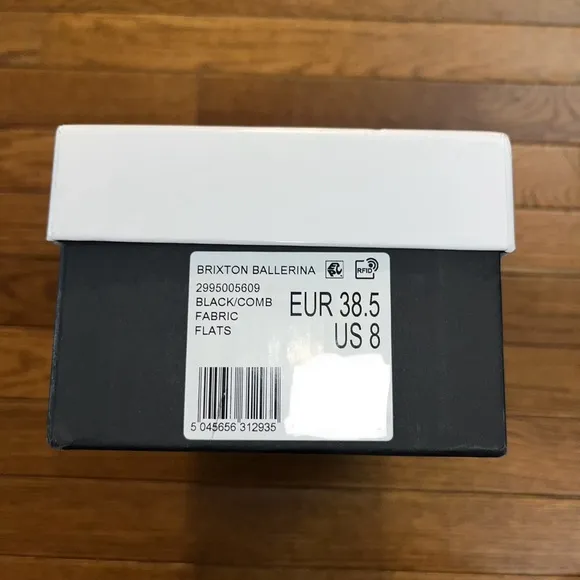 BRIXTON BALLERINA
RFID
2995005609
BLACK/COMB
FABRIC
FLATS
EUR 38.5
US 8
5 045656 312935